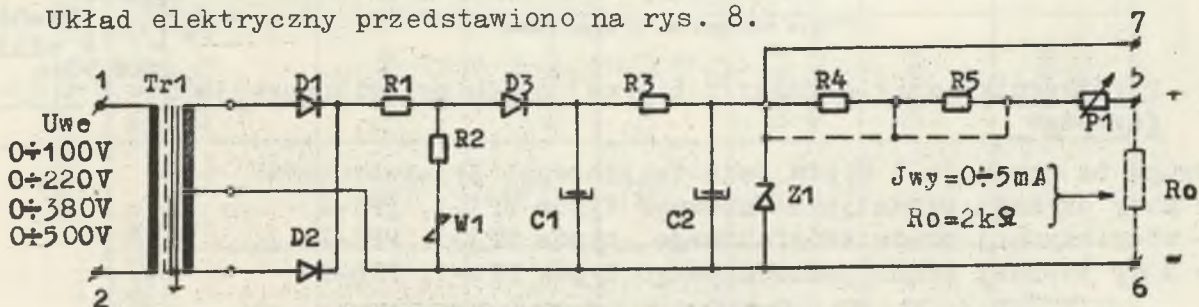 Układ elektryczny przedstawiono na rys. 8.
7
1
Tr1
D1
R1
D3
R3
R4
R5
5
+
P1
Uwe
0÷100V
0÷220V
0÷380V
0÷500V
R2
W1
C1
C2
Z1
Jwy=0÷5mA
Ro=2kΩ
Ro
D2
-
2
6